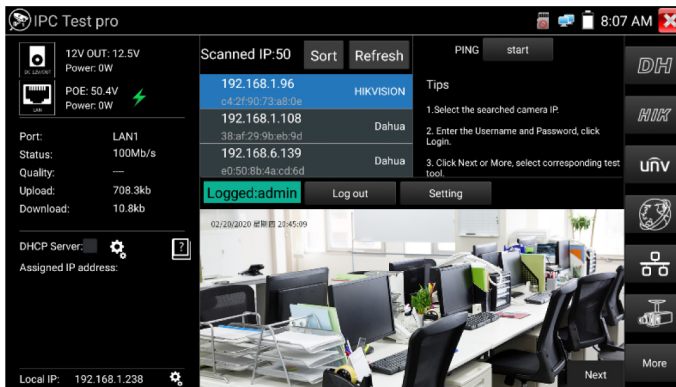 IPC Test pro
8:07 AM
12V OUT: 12.5V
Power: 0W
DC 12V/OUT
POE: 50.4V
Power: 0W
LAN
Port: LAN1
Status: 100Mb/s
Quality: ----
Upload: 708.3kb
Download: 10.8kb
DHCP Server:
?
Assigned IP address:
Local IP: 192.168.1.238
Scanned IP:50 Sort Refresh
192.168.1.96
c4:2f:90:73:a8:0e
HIKVISION
192.168.1.108
38:af:29:9b:eb:9d
Dahua
192.168.6.139
e0:50:8b:4a:cd:6d
Dahua
PING start
Tips
1.Select the searched camera IP.
2. Enter the Username and Password, click
Login.
3. Click Next or More, select corresponding test
tool.
Logged:admin Log out Setting
02/20/2020 星期四 20:45:09
Next
DH
HIK
UNV
More